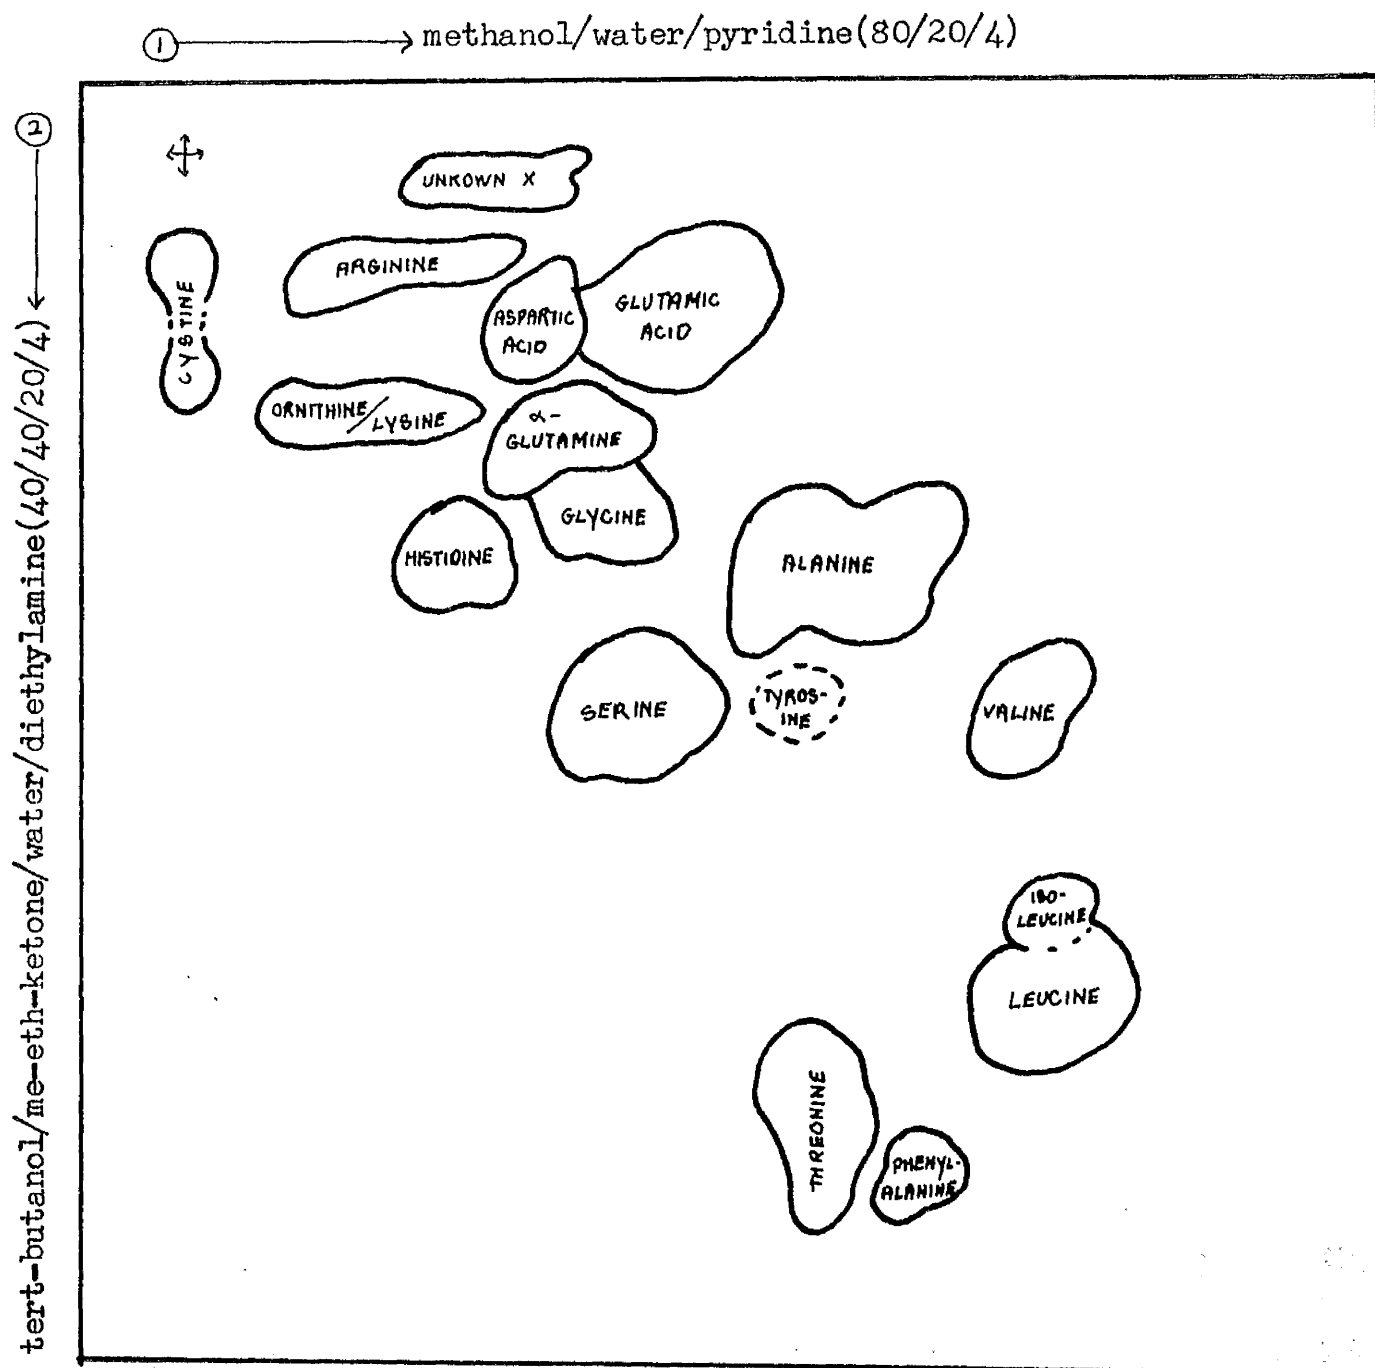 ① methanol/water/pyridine(80/20/4)
②
tert-butanol/me-eth-ketone/water/diethylamine(40/40/20/4)
UNKOWN X
ARGININE
CYSTINE
ASPARTIC
ACID
GLUTAMIC
ACID
ORNITHINE/LYSINE
α-
GLUTAMINE
GLYCINE
HISTIDINE
ALANINE
SERINE
TYROS-
INE
VALINE
ISO-
LEUCINE
LEUCINE
THREONINE
PHENYL-
ALANINE